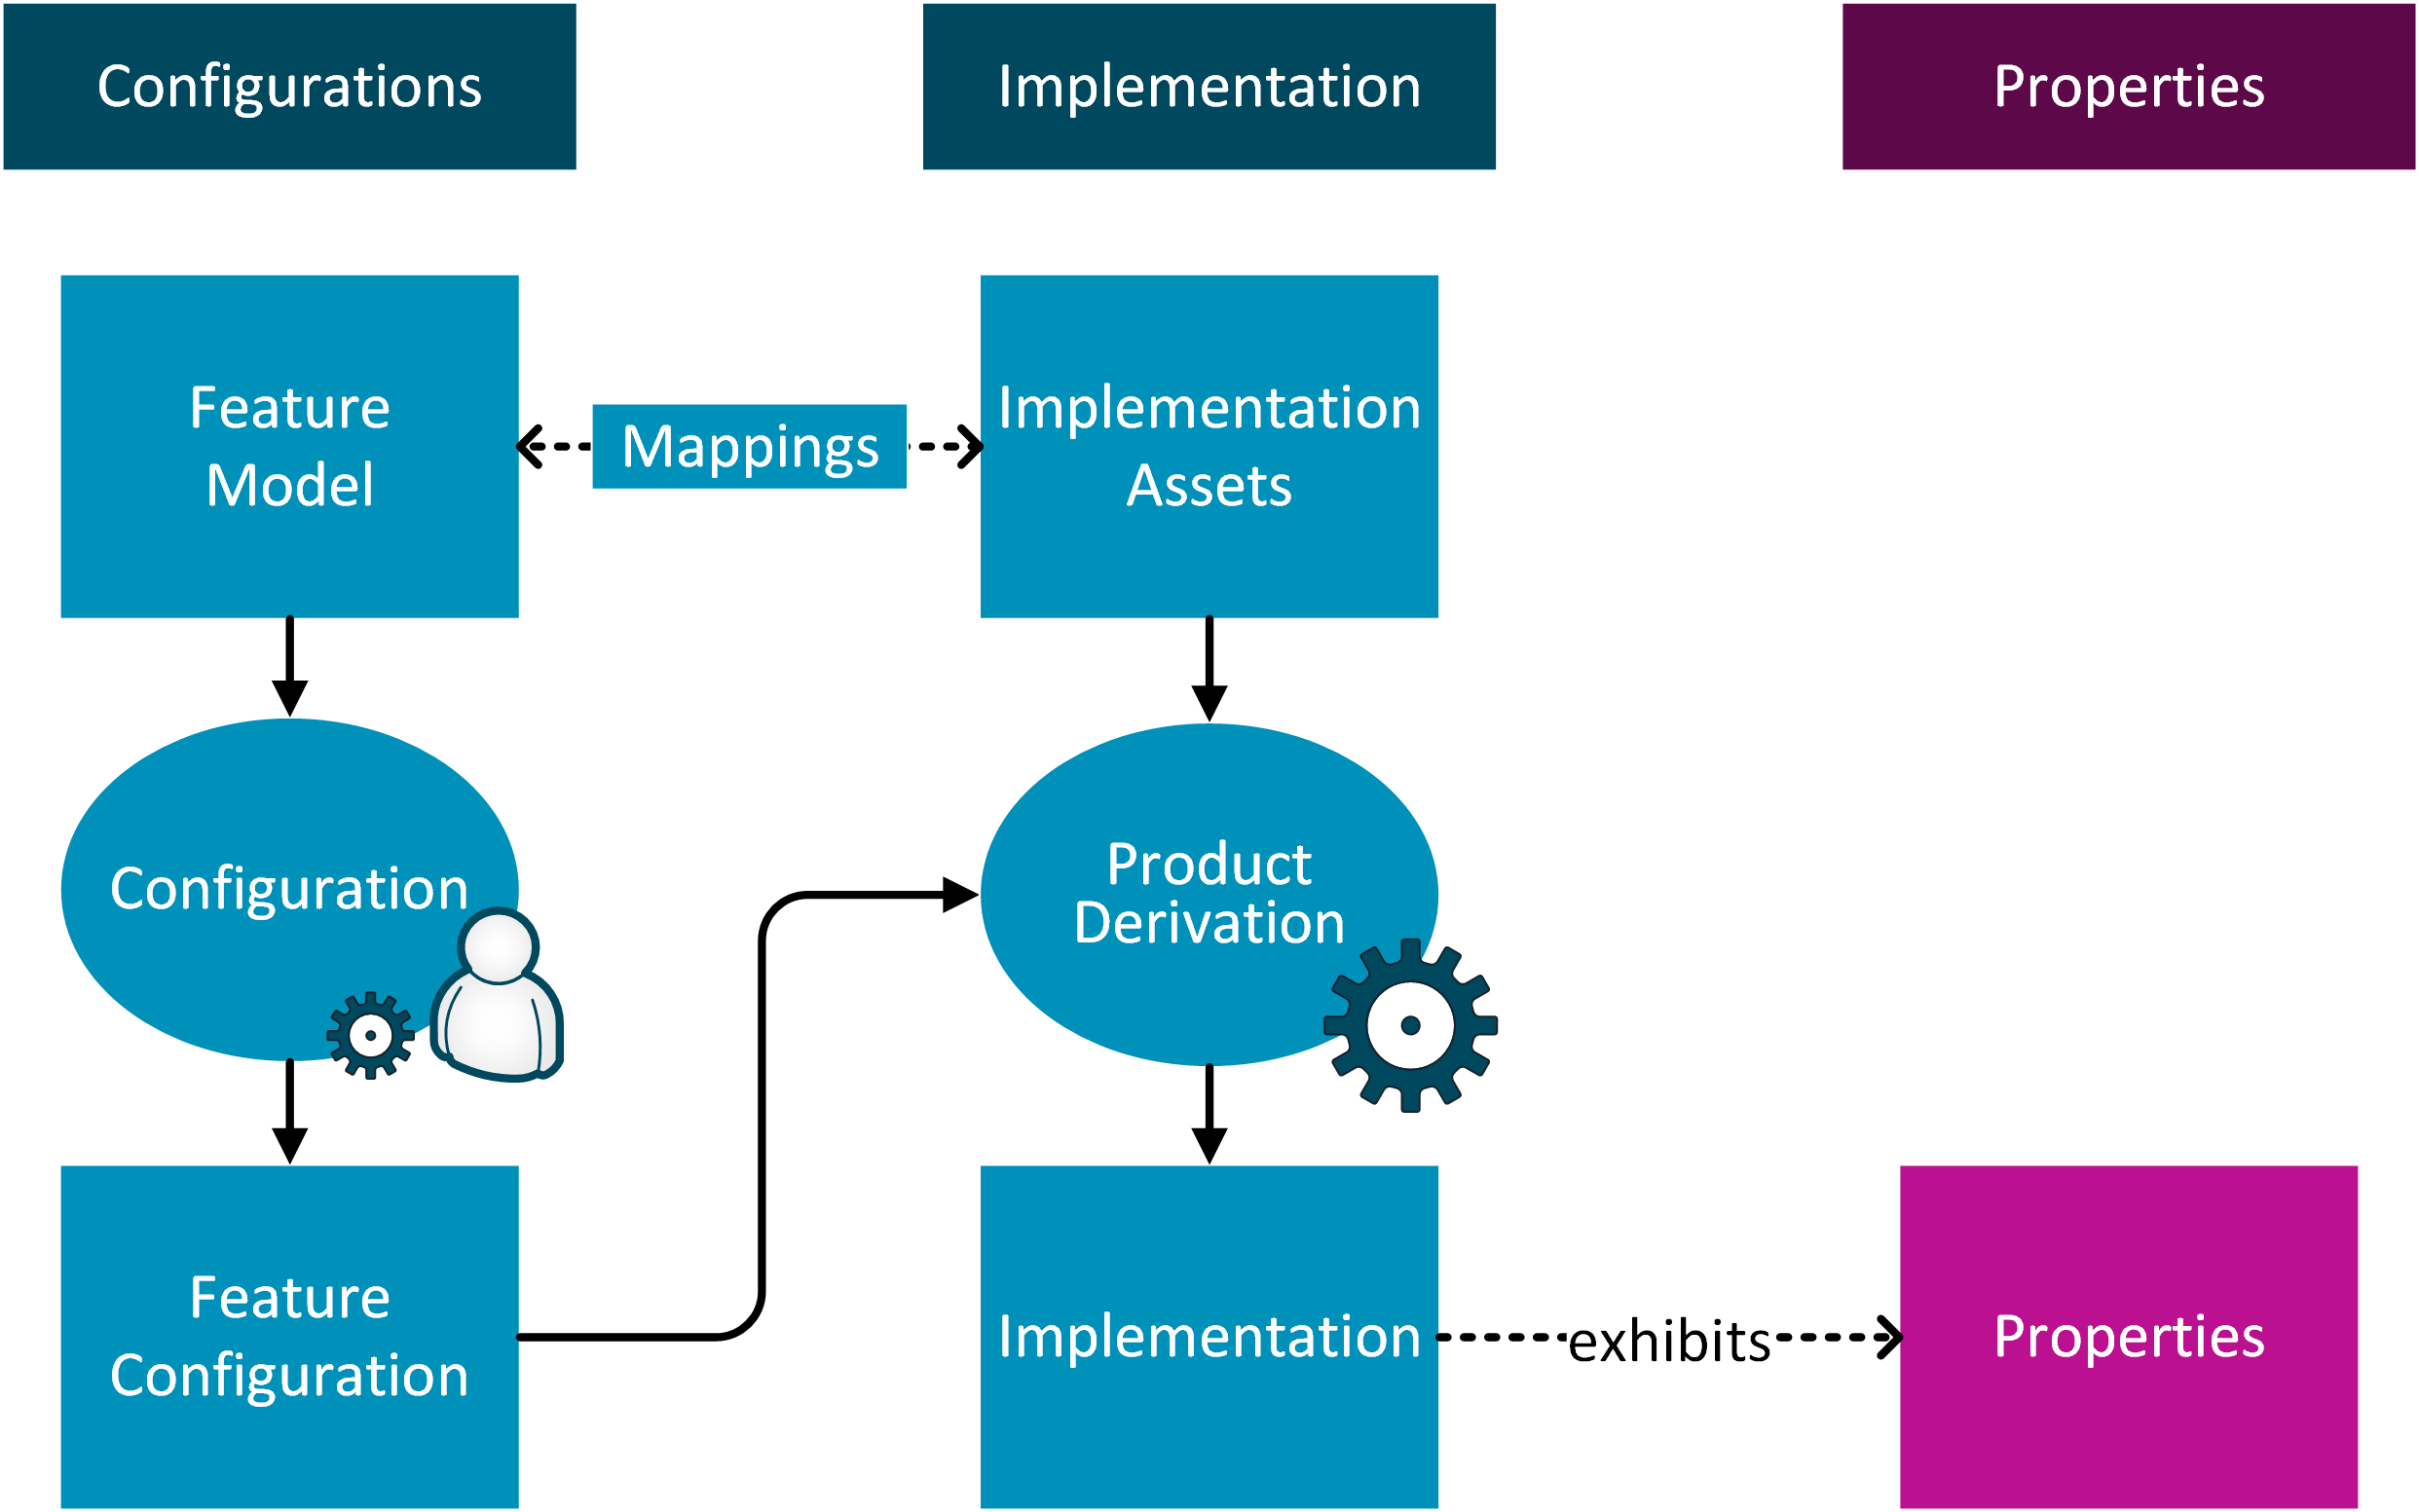 Configurations
Implementation
Properties
Feature
Model
Mappings
Implementation
Assets
Configuration
Product
Derivation
Feature
Configuration
Implementation
exhibits
Properties